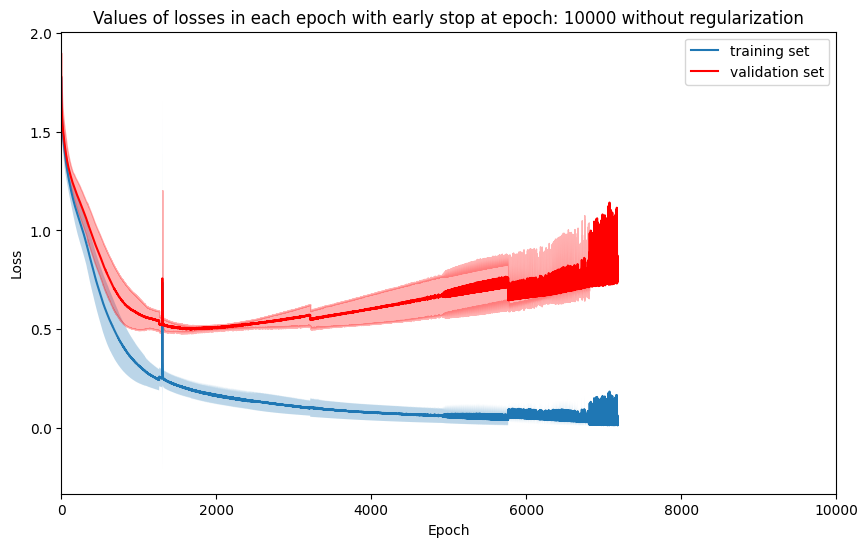 Values of losses in each epoch with early stop at epoch: 10000 without regularization
2.0
1.5
1.0
0.5
0.0
Loss
training set
validation set
0 2000 4000 6000 8000 10000
Epoch